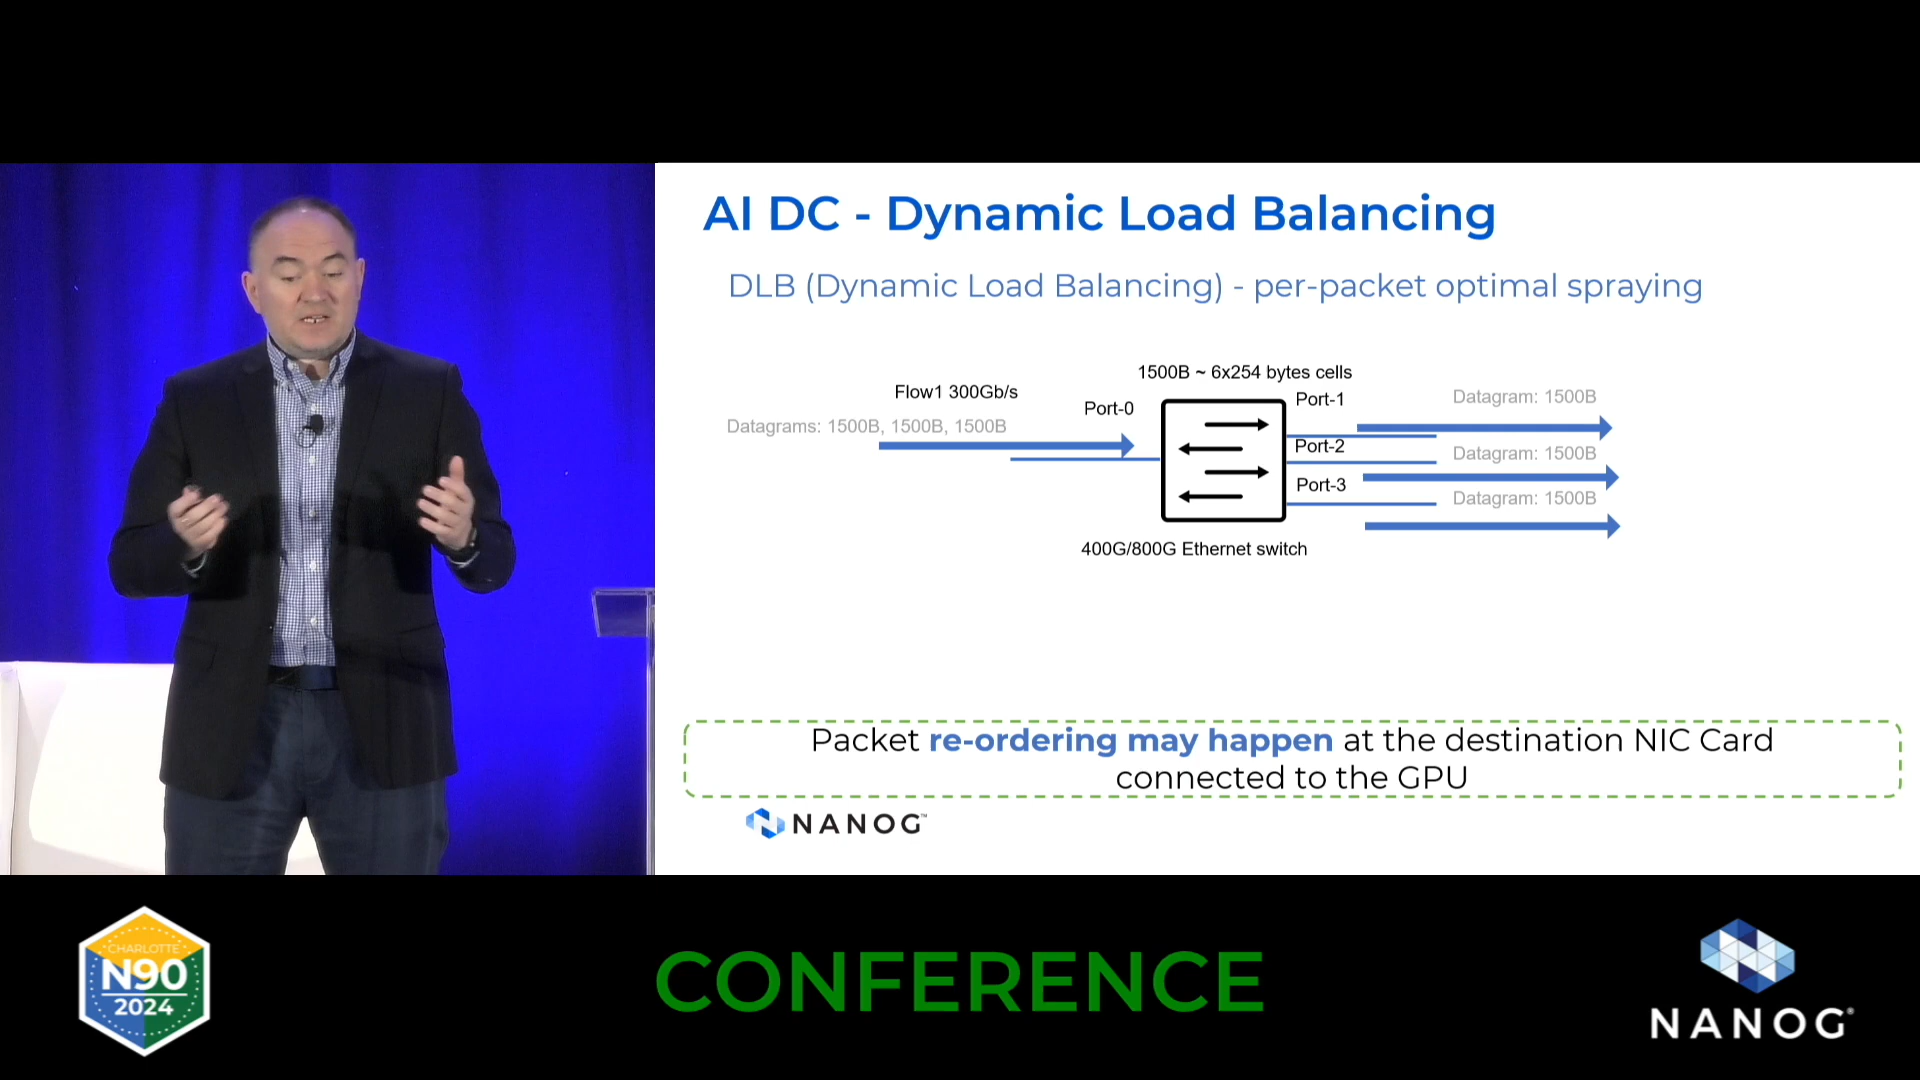 AI DC - Dynamic Load Balancing
DLB (Dynamic Load Balancing) - per-packet optimal spraying
1500B ~ 6x254 bytes cells
Flow1 300Gb/s
Port-0
Port-1
Datagram: 1500B
Datagrams: 1500B, 1500B, 1500B
Port-2
Datagram: 1500B
Port-3
Datagram: 1500B
400G/800G Ethernet switch
Packet re-ordering may happen at the destination NIC Card
connected to the GPU
NANOG™
CHARLOTTE
N90
2024
CONFERENCE
NANOG®